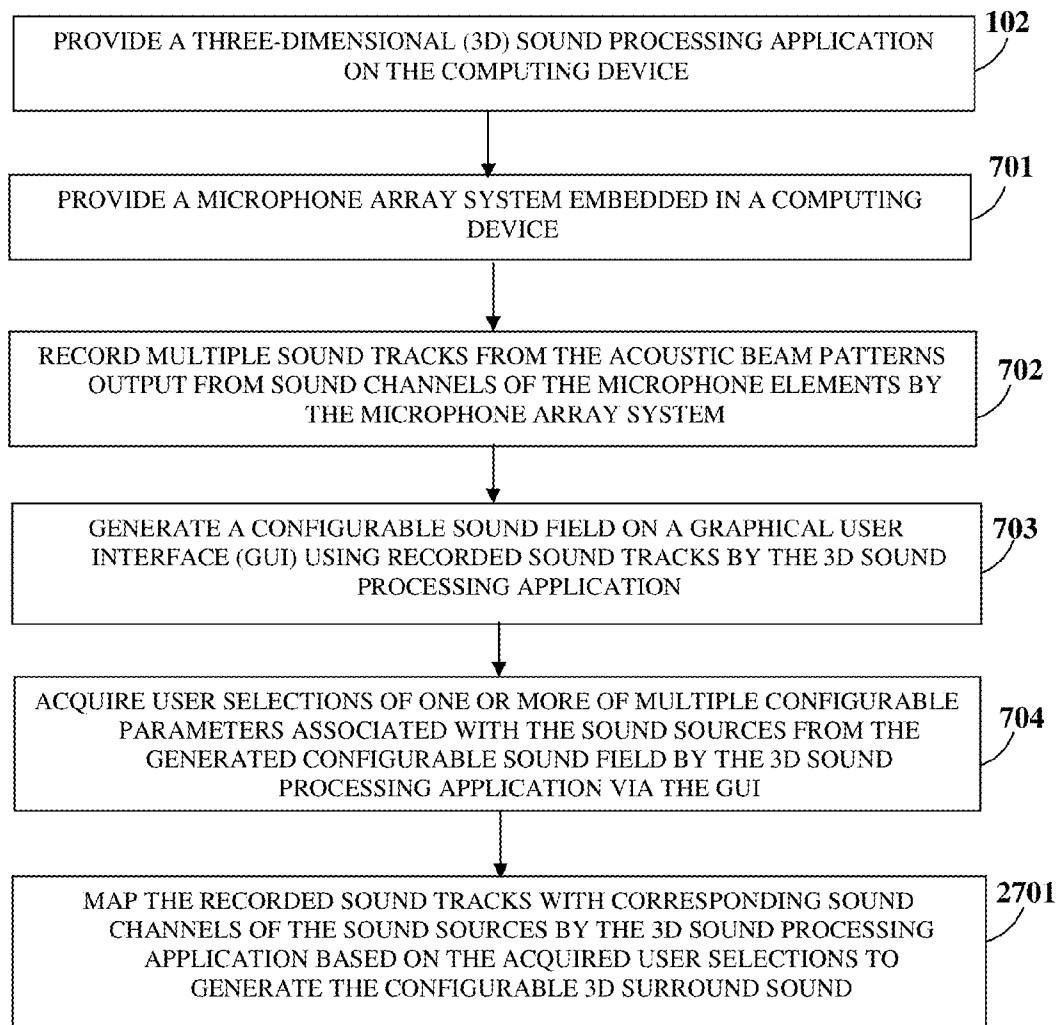 PROVIDE A THREE-DIMENSIONAL (3D) SOUND PROCESSING APPLICATION
ON THE COMPUTING DEVICE
102
PROVIDE A MICROPHONE ARRAY SYSTEM EMBEDDED IN A COMPUTING
DEVICE
701
RECORD MULTIPLE SOUND TRACKS FROM THE ACOUSTIC BEAM PATTERNS
OUTPUT FROM SOUND CHANNELS OF THE MICROPHONE ELEMENTS BY
THE MICROPHONE ARRAY SYSTEM
702
GENERATE A CONFIGURABLE SOUND FIELD ON A GRAPHICAL USER
INTERFACE (GUI) USING RECORDED SOUND TRACKS BY THE 3D SOUND
PROCESSING APPLICATION
703
ACQUIRE USER SELECTIONS OF ONE OR MORE OF MULTIPLE CONFIGURABLE
PARAMETERS ASSOCIATED WITH THE SOUND SOURCES FROM THE
GENERATED CONFIGURABLE SOUND FIELD BY THE 3D SOUND
PROCESSING APPLICATION VIA THE GUI
704
MAP THE RECORDED SOUND TRACKS WITH CORRESPONDING SOUND
CHANNELS OF THE SOUND SOURCES BY THE 3D SOUND PROCESSING
APPLICATION BASED ON THE ACQUIRED USER SELECTIONS TO
GENERATE THE CONFIGURABLE 3D SURROUND SOUND
2701